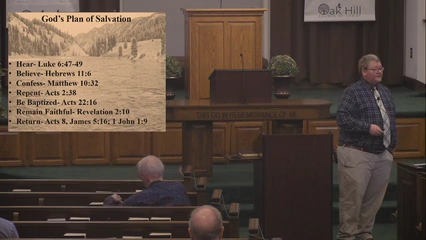 God's Plan of Salvation
• Hear- Luke 6:47-49
• Believe- Hebrews 11:6
• Confess- Matthew 10:32
• Repent- Acts 2:38
• Be Baptized- Acts 22:16
• Remain Faithful- Revelation 2:10
• Return- Acts 8, James 5:16; 1 John 1:9
Oak Hill